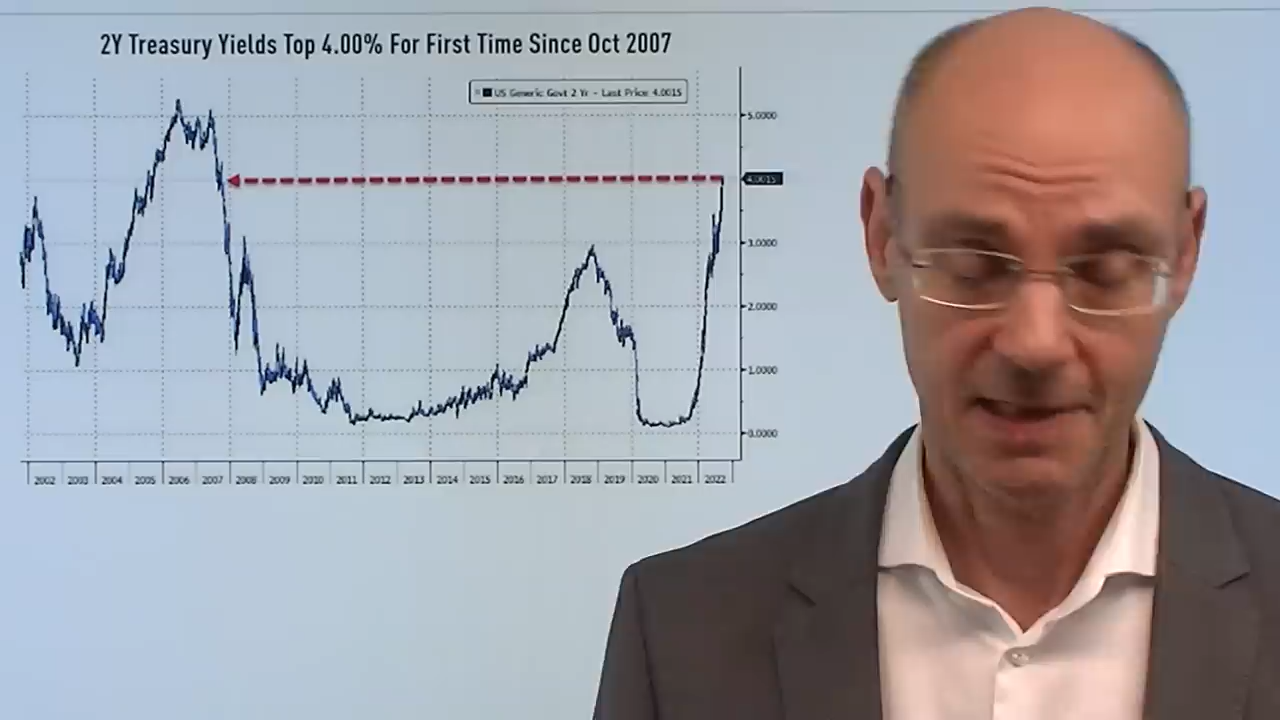 2Y Treasury Yields Top 4.00% For First Time Since Oct 2007
US Generic Govt 2 Yr - Last Price 4.0015
5.0000
4.0015
3.0000
2.0000
1.0000
0.0000
2002 2003 2004 2005 2006 2007 2008 2009 2010 2011 2012 2013 2014 2015 2016 2017 2018 2019 2020 2021 2022